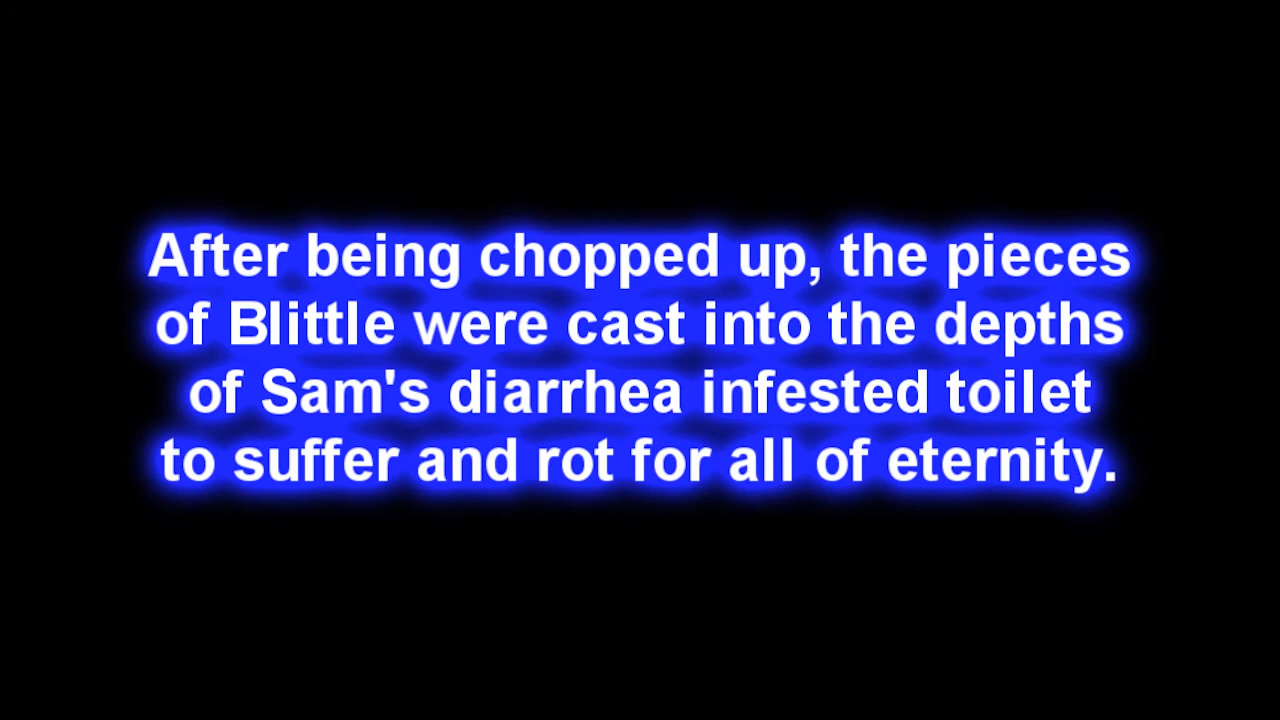 After being chopped up, the pieces
of Blittle were cast into the depths
of Sam's diarrhea infested toilet
to suffer and rot for all of eternity.